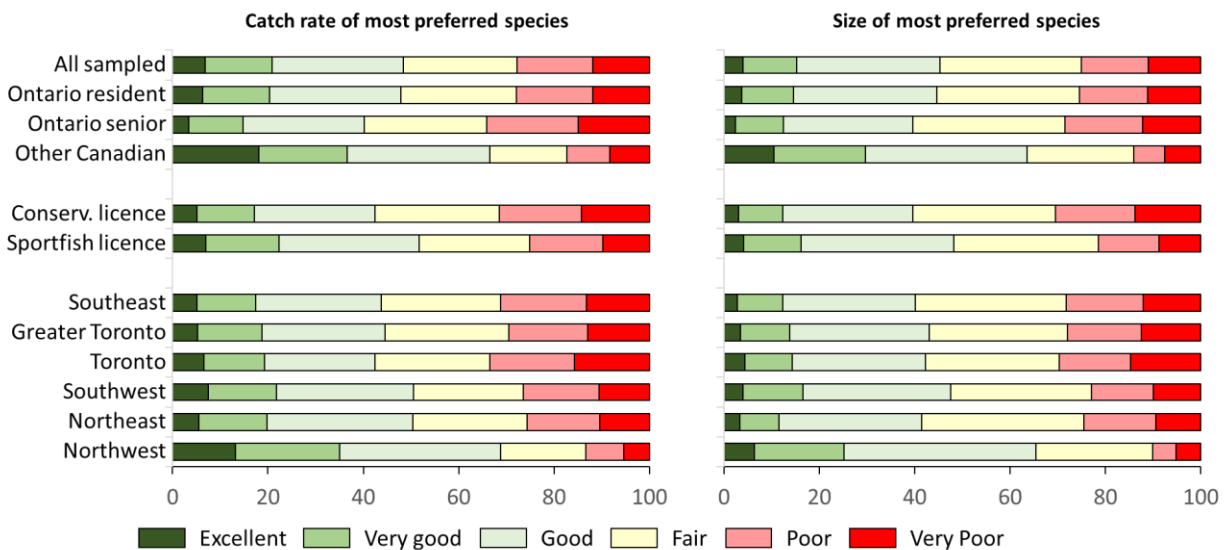 Catch rate of most preferred species
Size of most preferred species
All sampled
Ontario resident
Ontario senior
Other Canadian
Conserv. licence
Sportfish licence
Southeast
Greater Toronto
Toronto
Southwest
Northeast
Northwest
0 20 40 60 80 100
0 20 40 60 80 100
Excellent Very good Good Fair Poor Very Poor